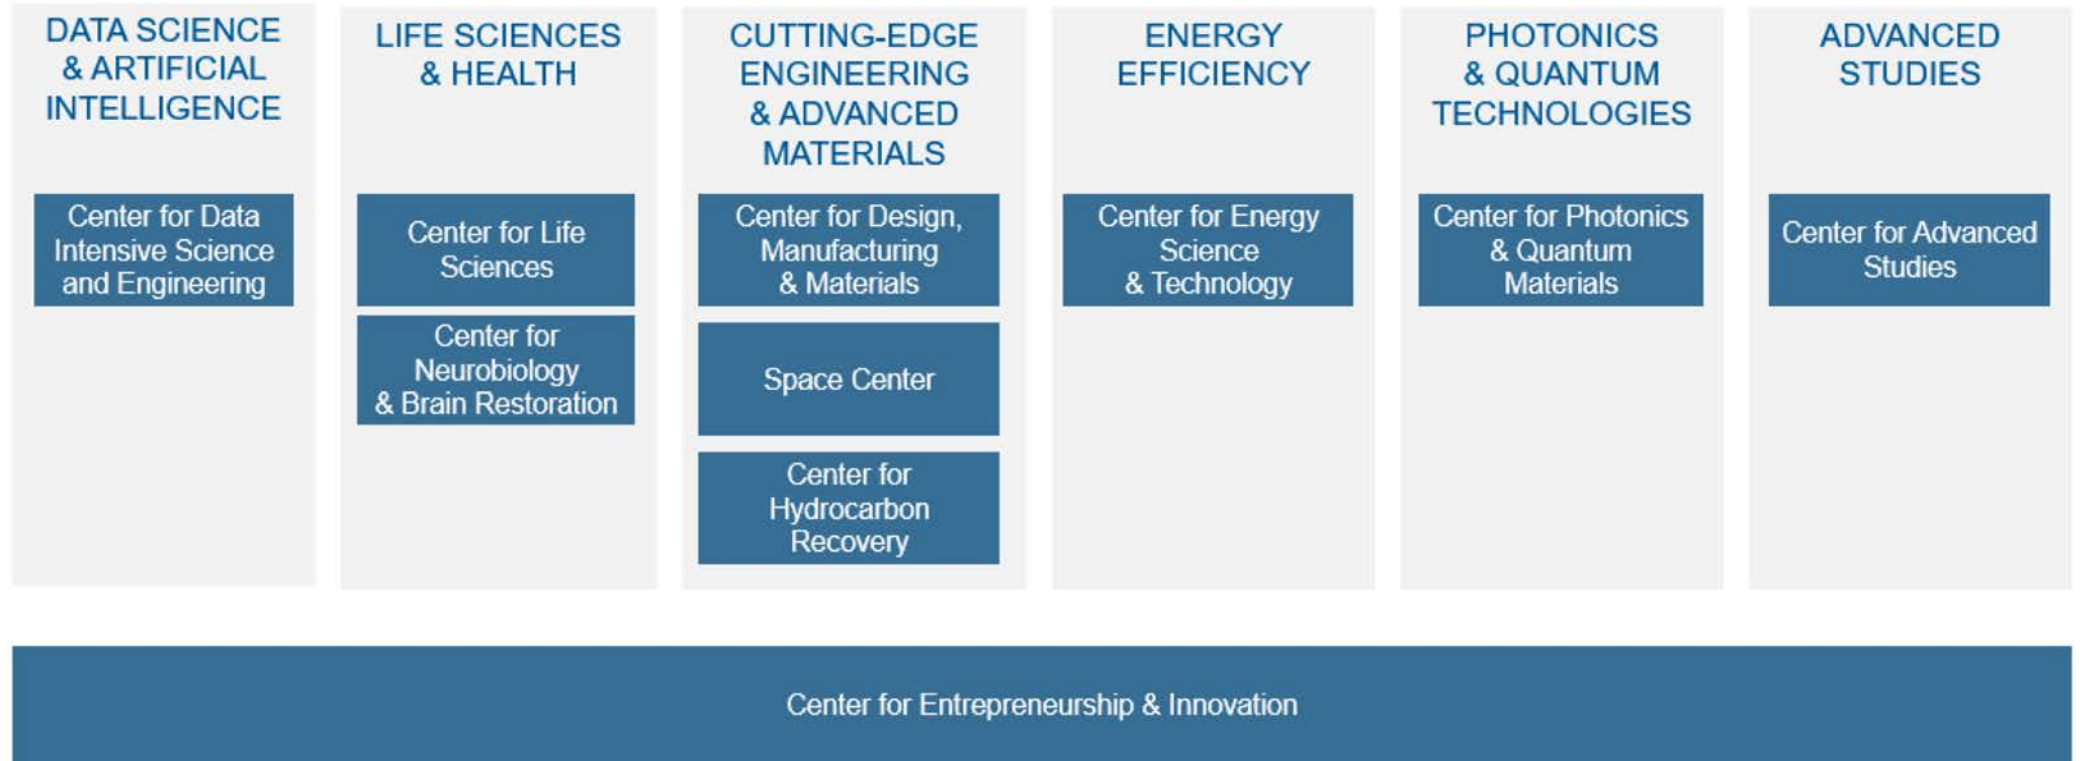 DATA SCIENCE
& ARTIFICIAL
INTELLIGENCE
Center for Data
Intensive Science
and Engineering
LIFE SCIENCES
& HEALTH
Center for Life
Sciences
Center for
Neurobiology
& Brain Restoration
CUTTING-EDGE
ENGINEERING
& ADVANCED
MATERIALS
Center for Design,
Manufacturing
& Materials
Space Center
Center for
Hydrocarbon
Recovery
ENERGY
EFFICIENCY
Center for Energy
Science
& Technology
PHOTONICS
& QUANTUM
TECHNOLOGIES
Center for Photonics
& Quantum
Materials
ADVANCED
STUDIES
Center for Advanced
Studies
Center for Entrepreneurship & Innovation